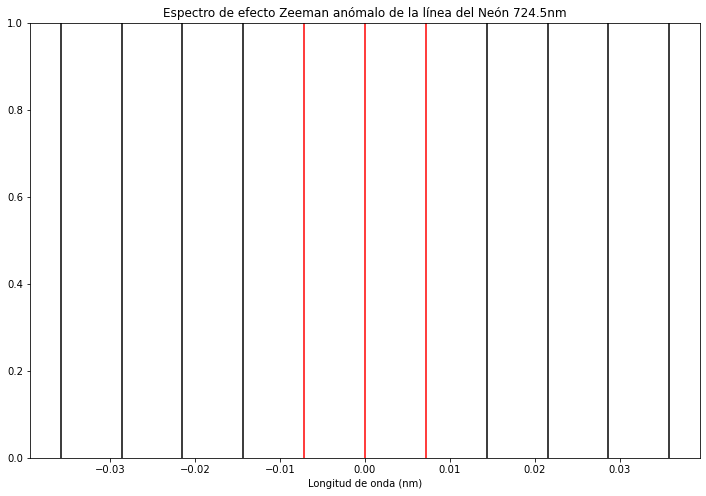 Espectro de efecto Zeeman anómalo de la línea del Neón 724.5nm
1.0
0.8
0.6
0.4
0.2
0.0
−0.03 −0.02 −0.01 0.00 0.01 0.02 0.03
Longitud de onda (nm)